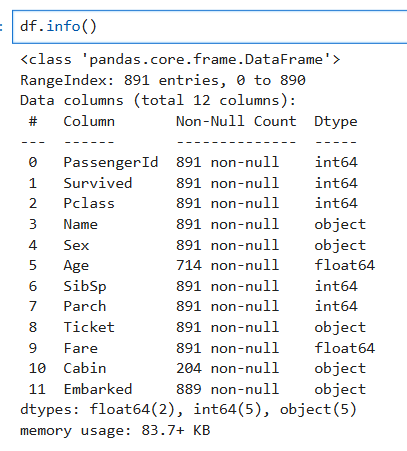 : df.info()
<class 'pandas.core.frame.DataFrame'>
RangeIndex: 891 entries, 0 to 890
Data columns (total 12 columns):
 #   Column       Non-Null Count  Dtype
---  ------       --------------  -----
 0   PassengerId  891 non-null    int64
 1   Survived     891 non-null    int64
 2   Pclass       891 non-null    int64
 3   Name         891 non-null    object
 4   Sex          891 non-null    object
 5   Age          714 non-null    float64
 6   SibSp        891 non-null    int64
 7   Parch        891 non-null    int64
 8   Ticket       891 non-null    object
 9   Fare         891 non-null    float64
 10  Cabin        204 non-null    object
 11  Embarked     889 non-null    object
dtypes: float64(2), int64(5), object(5)
memory usage: 83.7+ KB